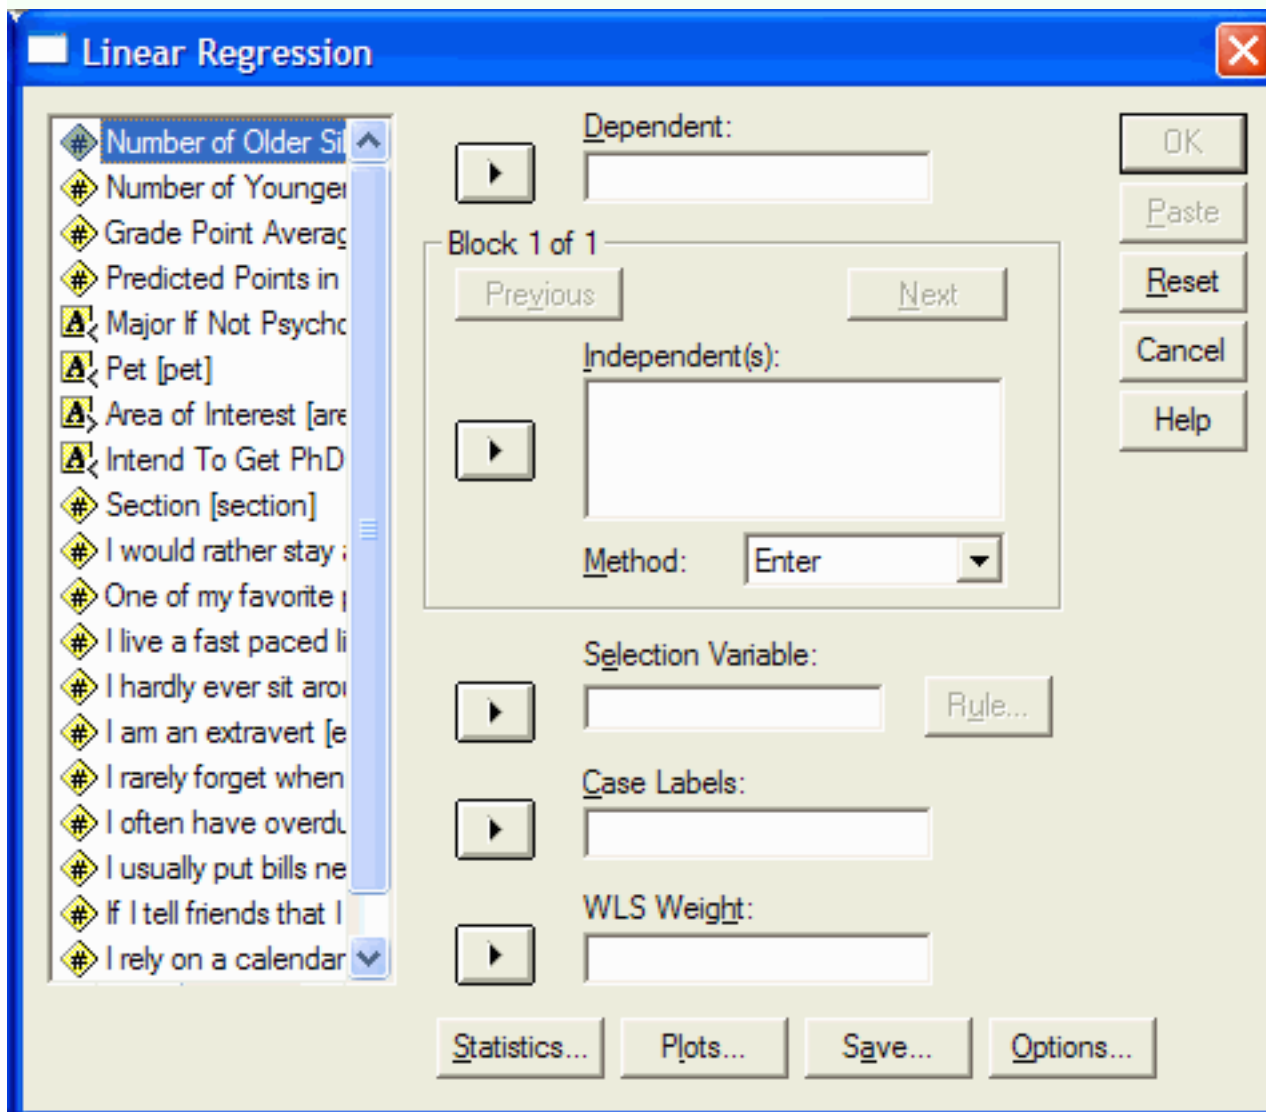 Linear Regression
Number of Older Si
Number of Younger
Grade Point Averag
Predicted Points in
Major If Not Psycho
Pet [pet]
Area of Interest [are
Intend To Get PhD
Section [section]
I would rather stay a
One of my favorite p
I live a fast paced li
I hardly ever sit arou
I am an extravert [e
I rarely forget when
I often have overdu
I usually put bills ne
If I tell friends that I
I rely on a calendar
Dependent:
Block 1 of 1
Previous
Next
Independent(s):
Method: Enter
Selection Variable:
Rule...
Case Labels:
WLS Weight:
Statistics... Plots... Save... Options...
OK
Paste
Reset
Cancel
Help